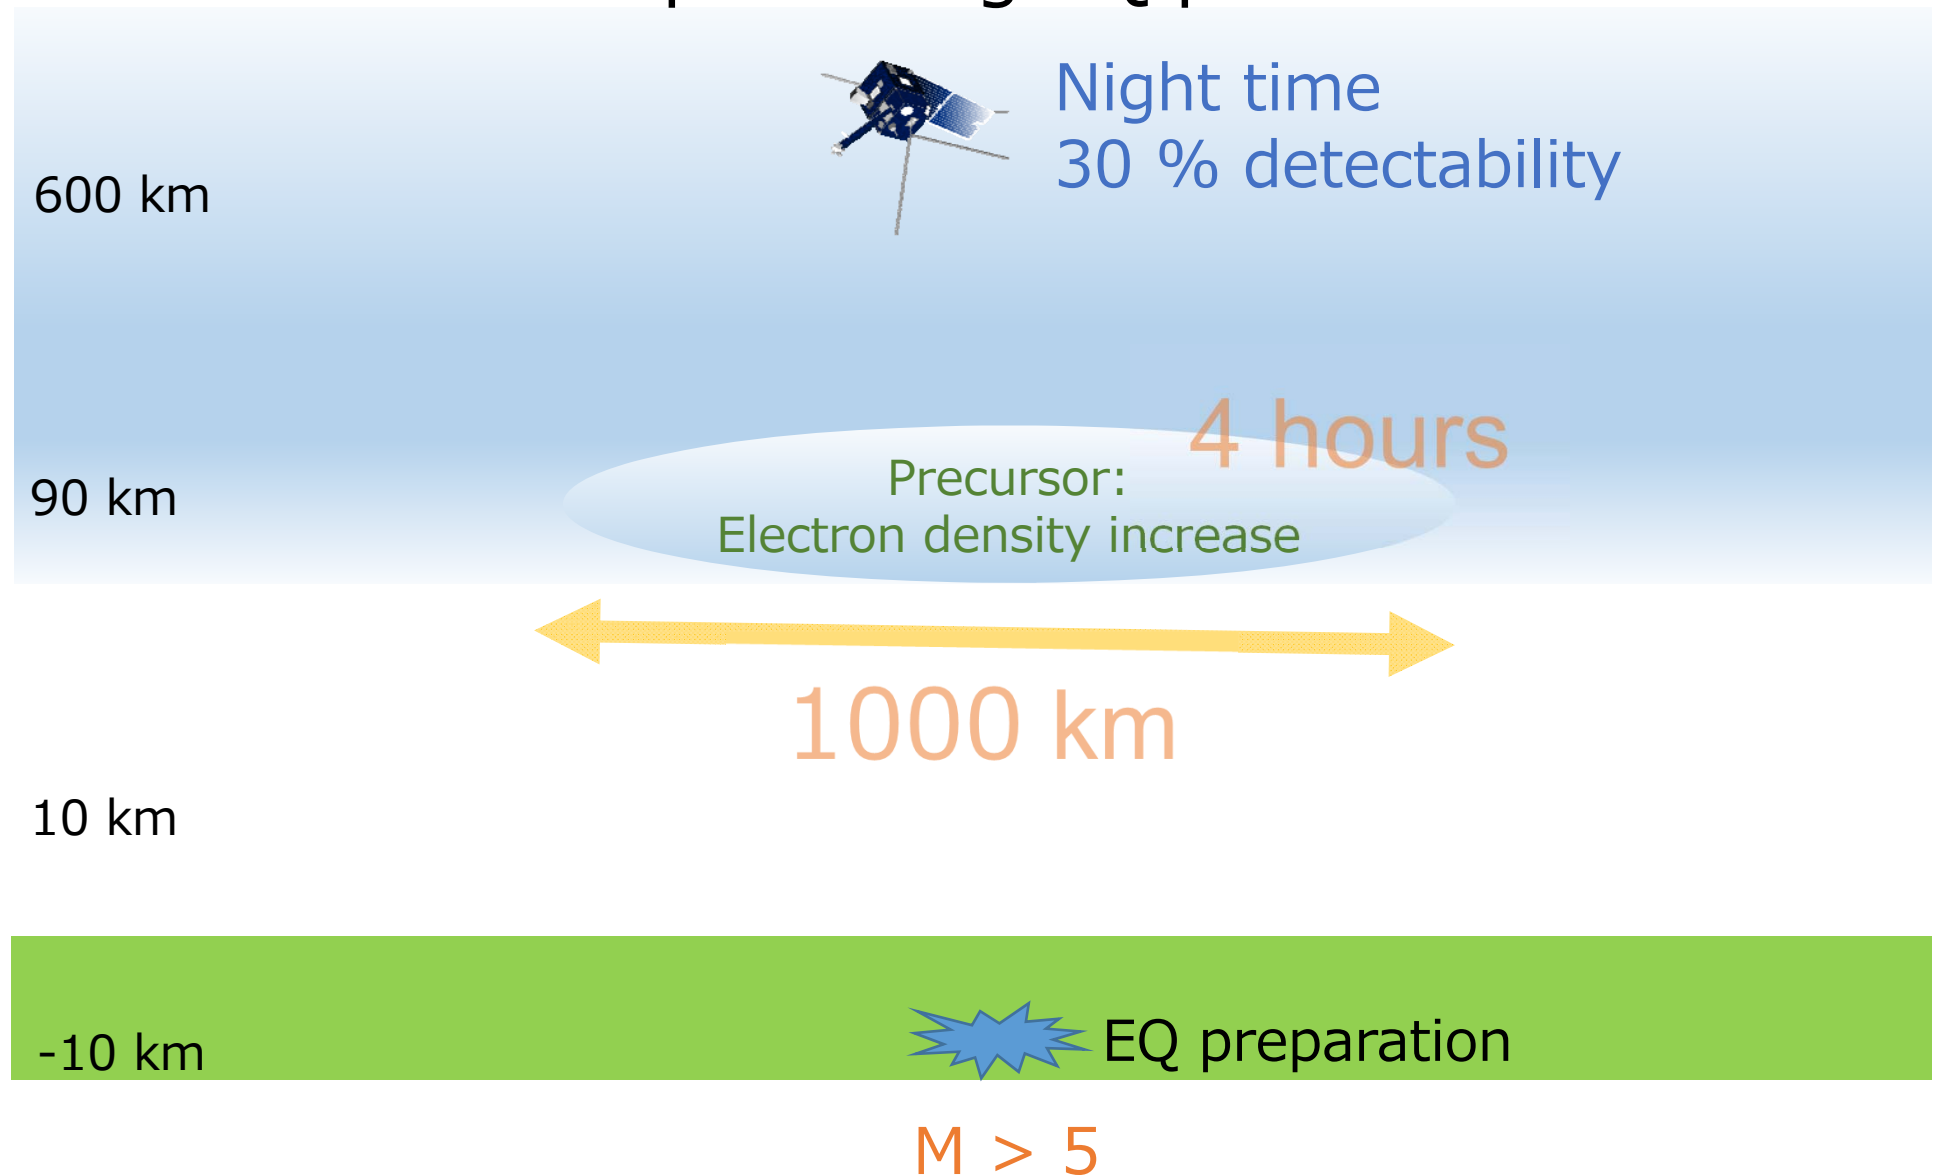 Night time
30 % detectability
600 km
4 hours
Precursor:
Electron density increase
90 km
1000 km
10 km
EQ preparation
-10 km
M > 5